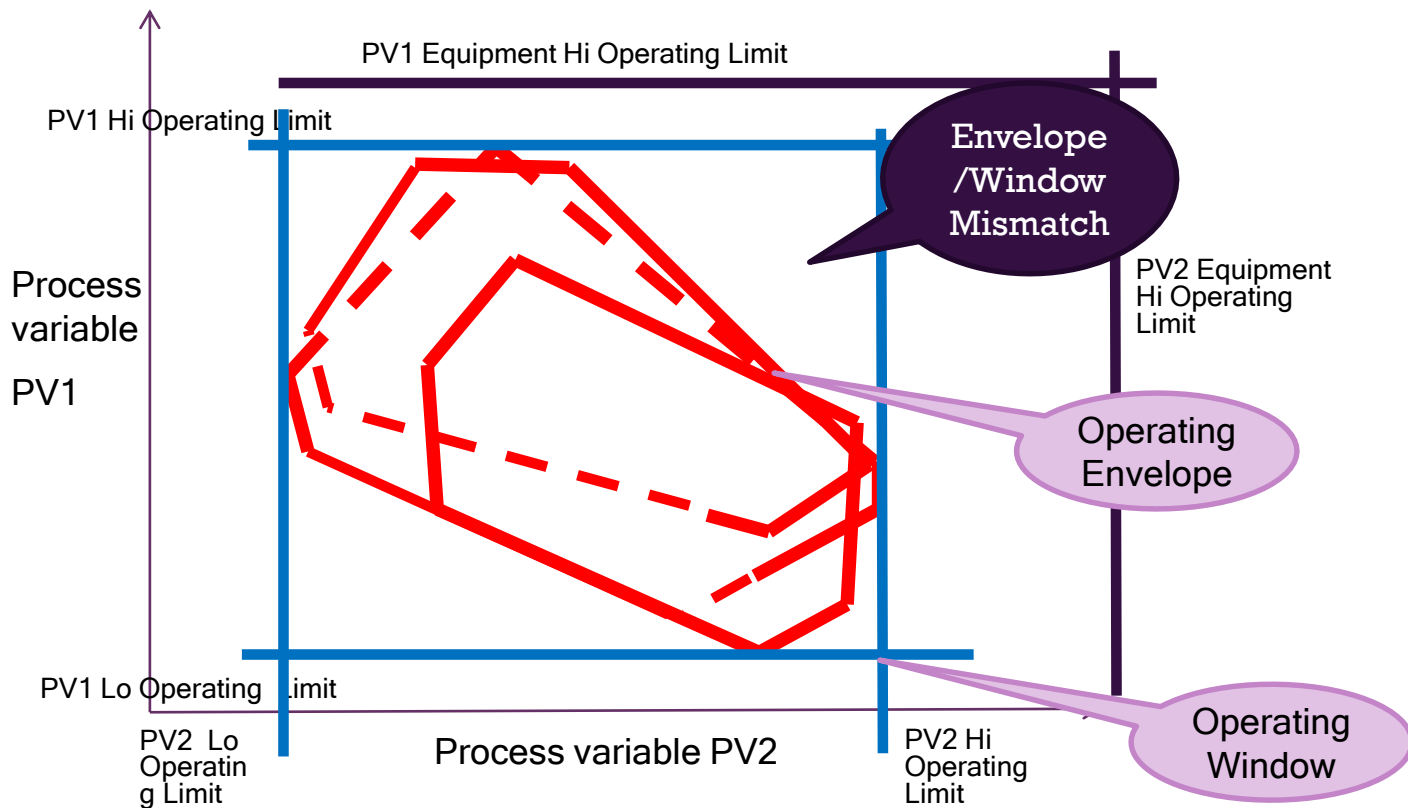 PV1 Equipment Hi Operating Limit
PV1 Hi Operating Limit
Envelope
/Window
Mismatch
Process
variable
PV1
PV2 Equipment
Hi Operating
Limit
Operating
Envelope
PV1 Lo Operating Limit
Operating
Window
PV2 Lo
Operatin
g Limit
Process variable PV2
PV2 Hi
Operating
Limit